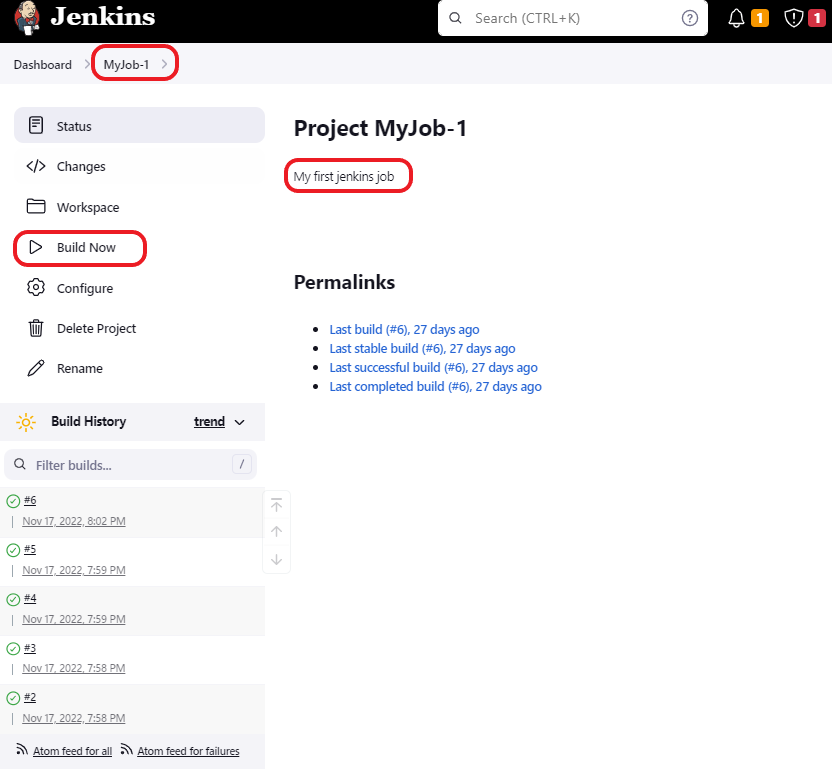 Jenkins
Search (CTRL+K)
?
1
1
Dashboard
MyJob-1
Status
Changes
Workspace
Build Now
Configure
Delete Project
Rename
Project MyJob-1
My first jenkins job
Permalinks
Last build (#6), 27 days ago
Last stable build (#6), 27 days ago
Last successful build (#6), 27 days ago
Last completed build (#6), 27 days ago
Build History
trend
Filter builds...
/
#6
Nov 17, 2022, 8:02 PM
#5
Nov 17, 2022, 7:59 PM
#4
Nov 17, 2022, 7:59 PM
#3
Nov 17, 2022, 7:58 PM
#2
Nov 17, 2022, 7:58 PM
Atom feed for all
Atom feed for failures